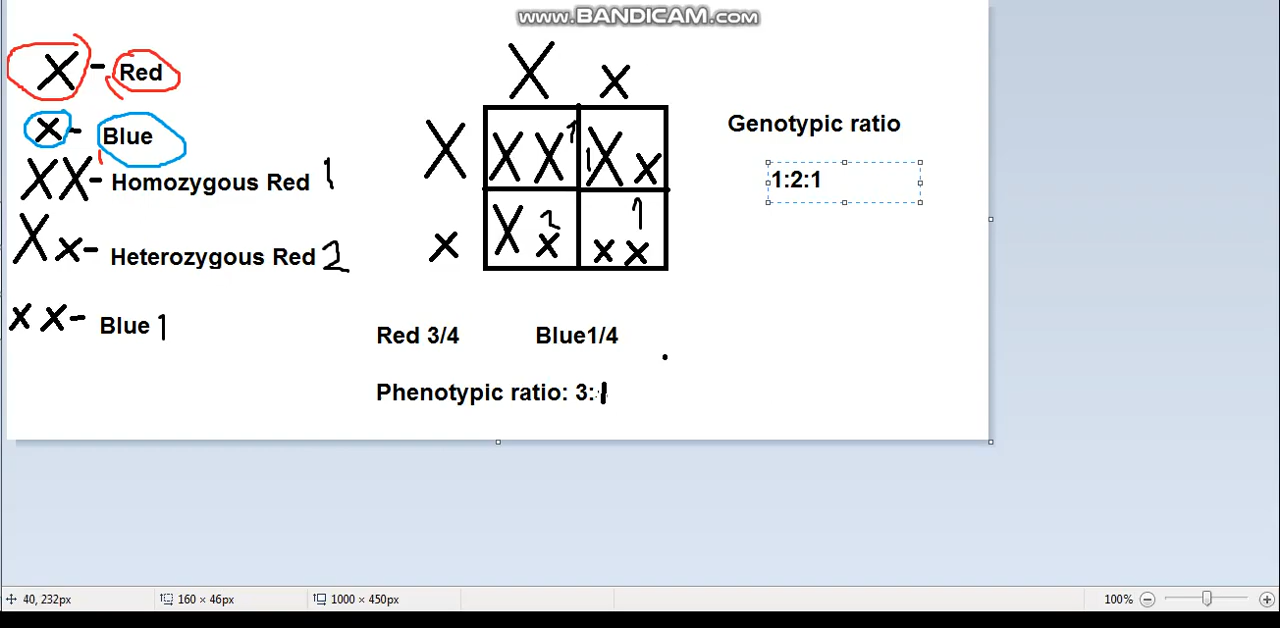 www.BANDICAM.com
X - Red
x - Blue
XX - Homozygous Red 1
Xx - Heterozygous Red 2
xx - Blue 1
X x
X XX 1 1 Xx
x Xx 2 xx 1
Red 3/4 Blue1/4
Phenotypic ratio: 3:1
Genotypic ratio
1:2:1
40, 232px 160 × 46px 1000 × 450px 100%